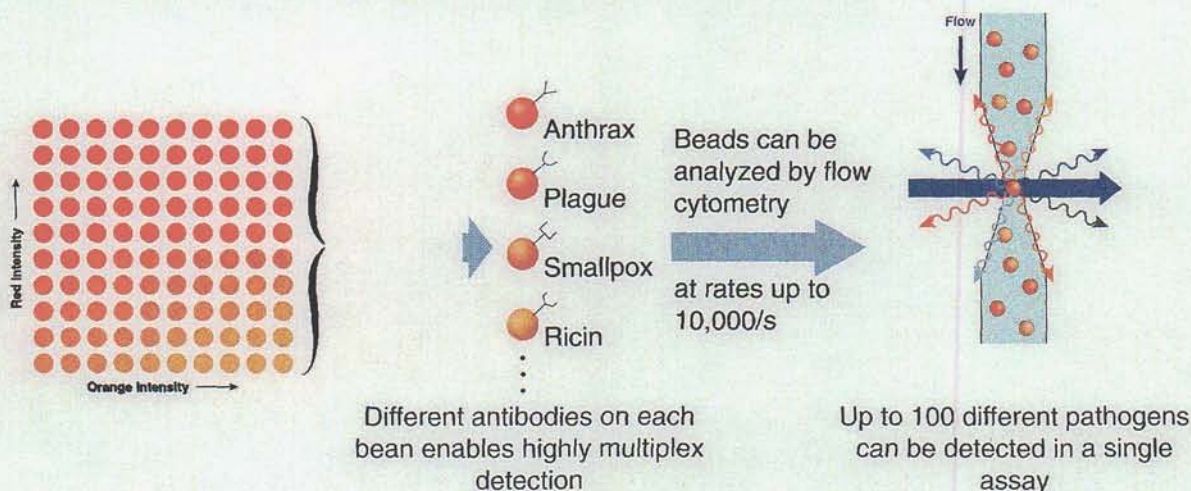 Flow
Red Intensity
Orange Intensity
Anthrax
Plague
Smallpox
Ricin
Beads can be
analyzed by flow
cytometry
at rates up to
10,000/s
Different antibodies on each
bean enables highly multiplex
detection
Up to 100 different pathogens
can be detected in a single
assay